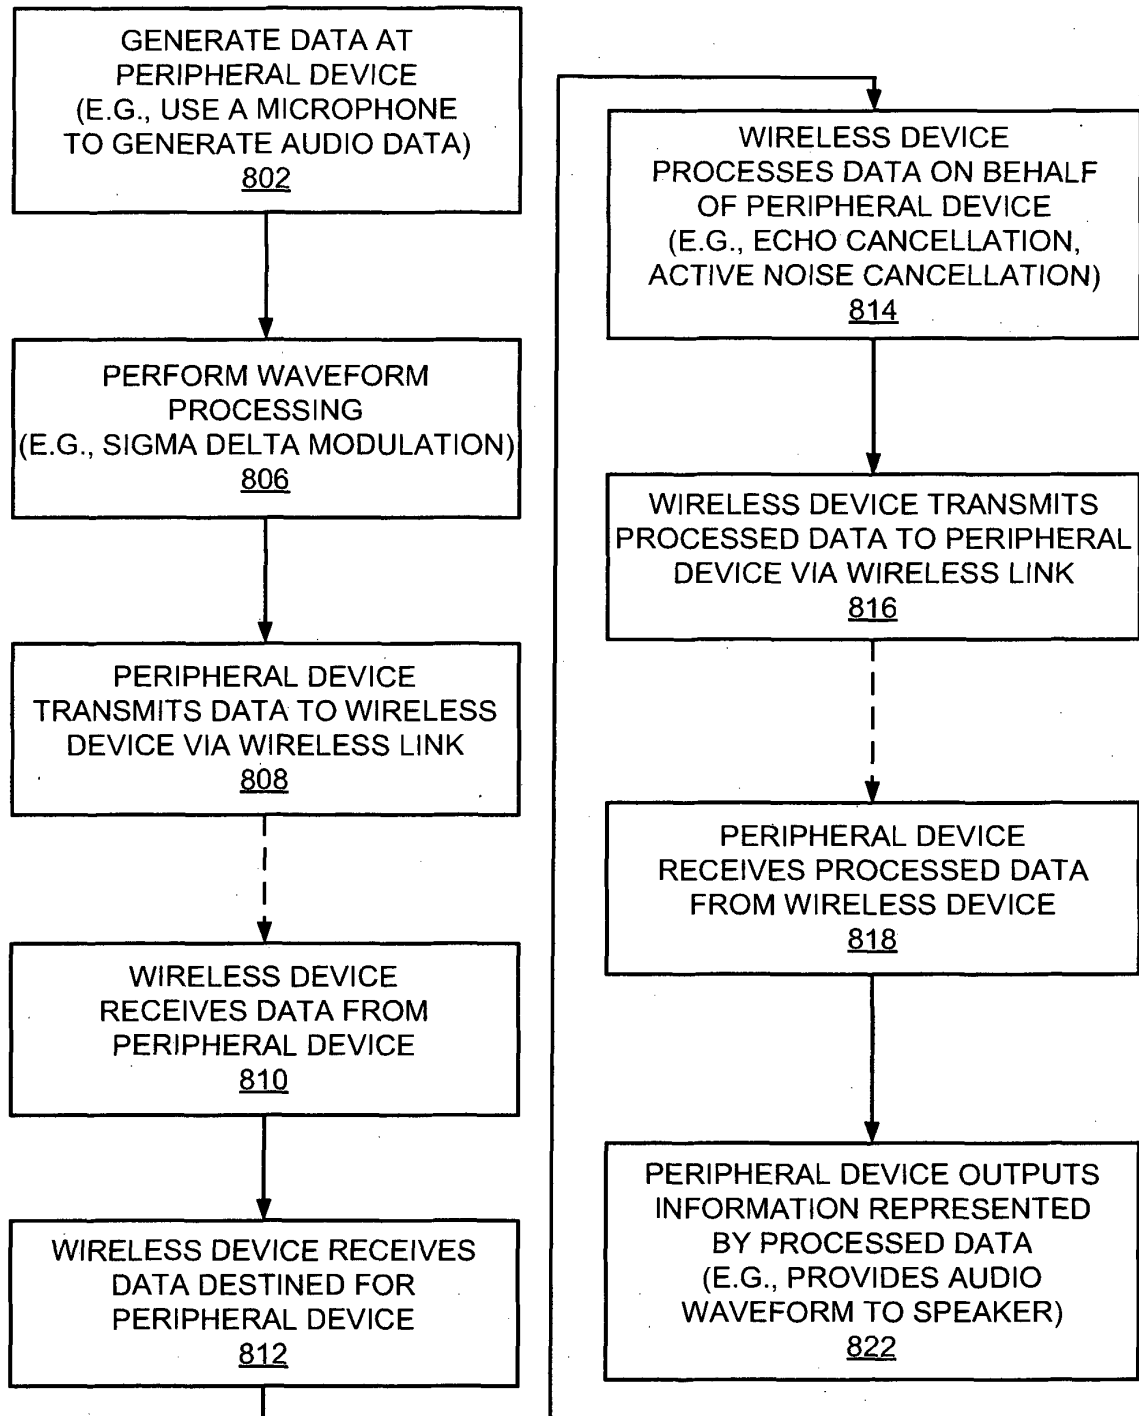 GENERATE DATA AT
PERIPHERAL DEVICE
(E.G., USE A MICROPHONE
TO GENERATE AUDIO DATA)
802
PERFORM WAVEFORM
PROCESSING
(E.G., SIGMA DELTA MODULATION)
806
PERIPHERAL DEVICE
TRANSMITS DATA TO WIRELESS
DEVICE VIA WIRELESS LINK
808
WIRELESS DEVICE
RECEIVES DATA FROM
PERIPHERAL DEVICE
810
WIRELESS DEVICE RECEIVES
DATA DESTINED FOR
PERIPHERAL DEVICE
812
WIRELESS DEVICE
PROCESSES DATA ON BEHALF
OF PERIPHERAL DEVICE
(E.G., ECHO CANCELLATION,
ACTIVE NOISE CANCELLATION)
814
WIRELESS DEVICE TRANSMITS
PROCESSED DATA TO PERIPHERAL
DEVICE VIA WIRELESS LINK
816
PERIPHERAL DEVICE
RECEIVES PROCESSED DATA
FROM WIRELESS DEVICE
818
PERIPHERAL DEVICE OUTPUTS
INFORMATION REPRESENTED
BY PROCESSED DATA
(E.G., PROVIDES AUDIO
WAVEFORM TO SPEAKER)
822